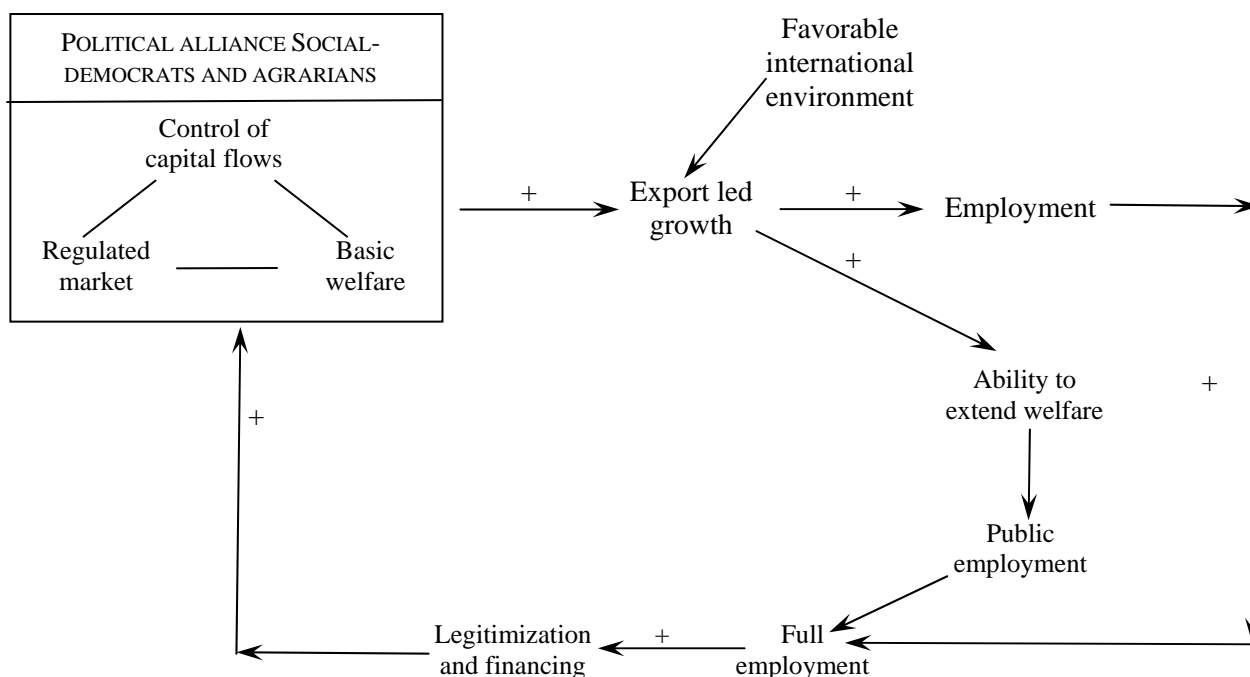 POLITICAL ALLIANCE SOCIAL-
DEMOCRATS AND AGRARIANS
Control of
capital flows
Regulated
market
Basic
welfare
Favorable
international
environment
+
Export led
growth
+
Employment
+
Ability to
extend welfare
+
Public
employment
Full
employment
+
Legitimization
and financing
+